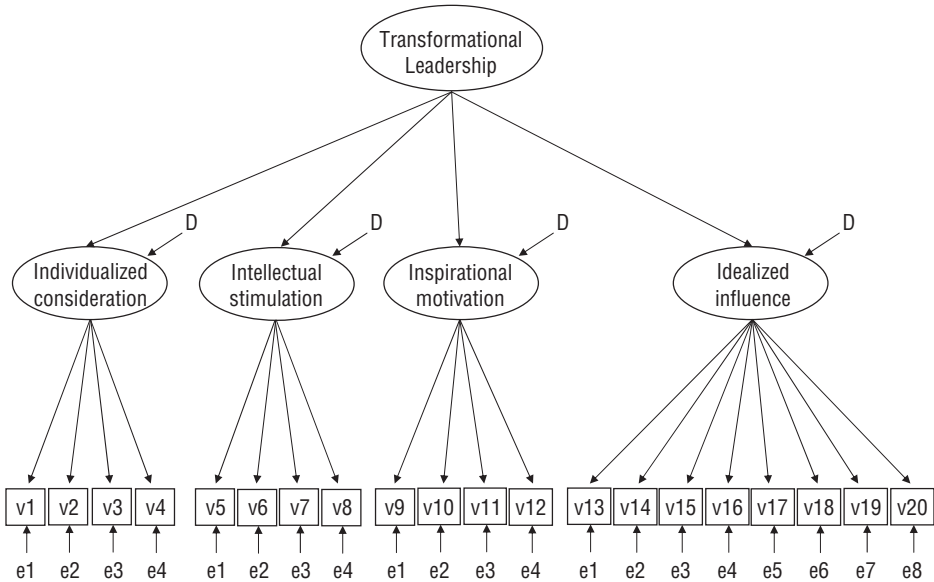 Transformational
Leadership
D D D D
Individualized
consideration
Intellectual
stimulation
Inspirational
motivation
Idealized
influence
v1 v2 v3 v4 v5 v6 v7 v8 v9 v10 v11 v12 v13 v14 v15 v16 v17 v18 v19 v20
e1 e2 e3 e4 e1 e2 e3 e4 e1 e2 e3 e4 e1 e2 e3 e4 e5 e6 e7 e8